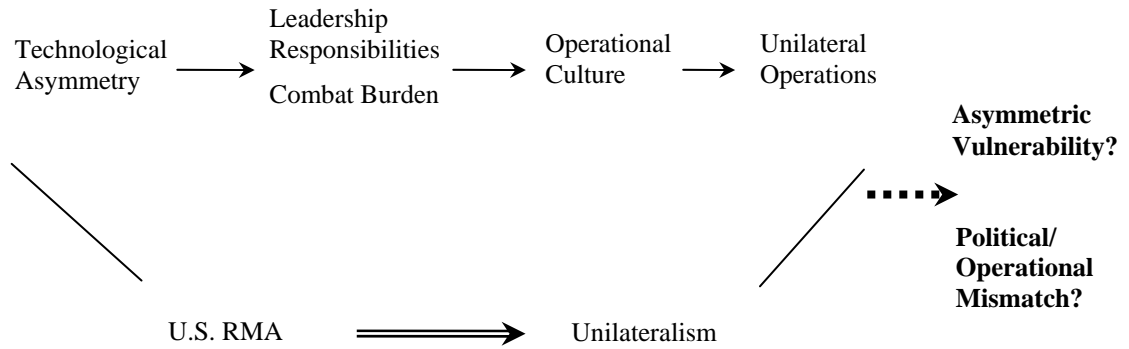 Technological
Asymmetry
Leadership
Responsibilities
Combat Burden
Operational
Culture
Unilateral
Operations
Asymmetric
Vulnerability?
Political/
Operational
Mismatch?
U.S. RMA
Unilateralism